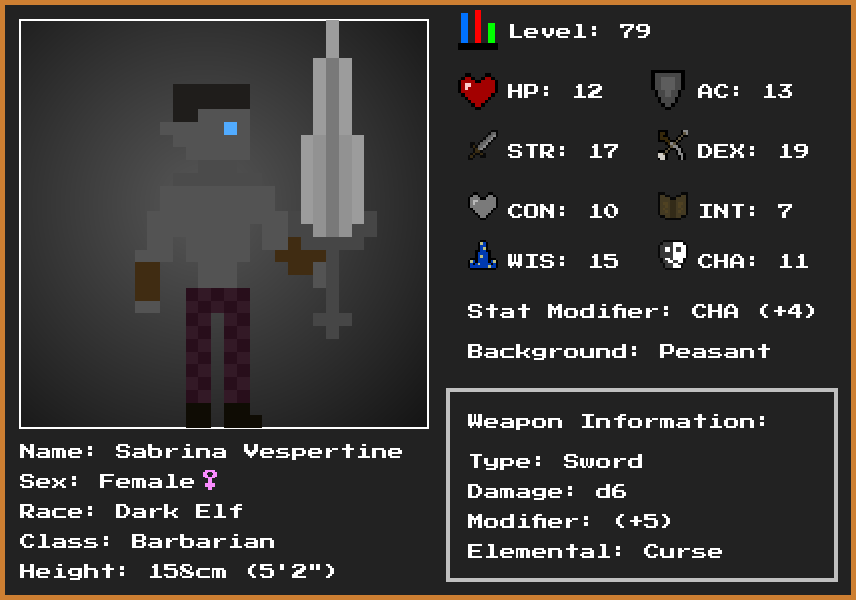 Level: 79
HP: 12 AC: 13
STR: 17 DEX: 19
CON: 10 INT: 7
WIS: 15 CHA: 11
Stat Modifier: CHA (+4)
Background: Peasant
Weapon Information:
Type: Sword
Damage: d6
Modifier: (+5)
Elemental: Curse
Name: Sabrina Vespertine
Sex: Female♀
Race: Dark Elf
Class: Barbarian
Height: 158cm (5'2")